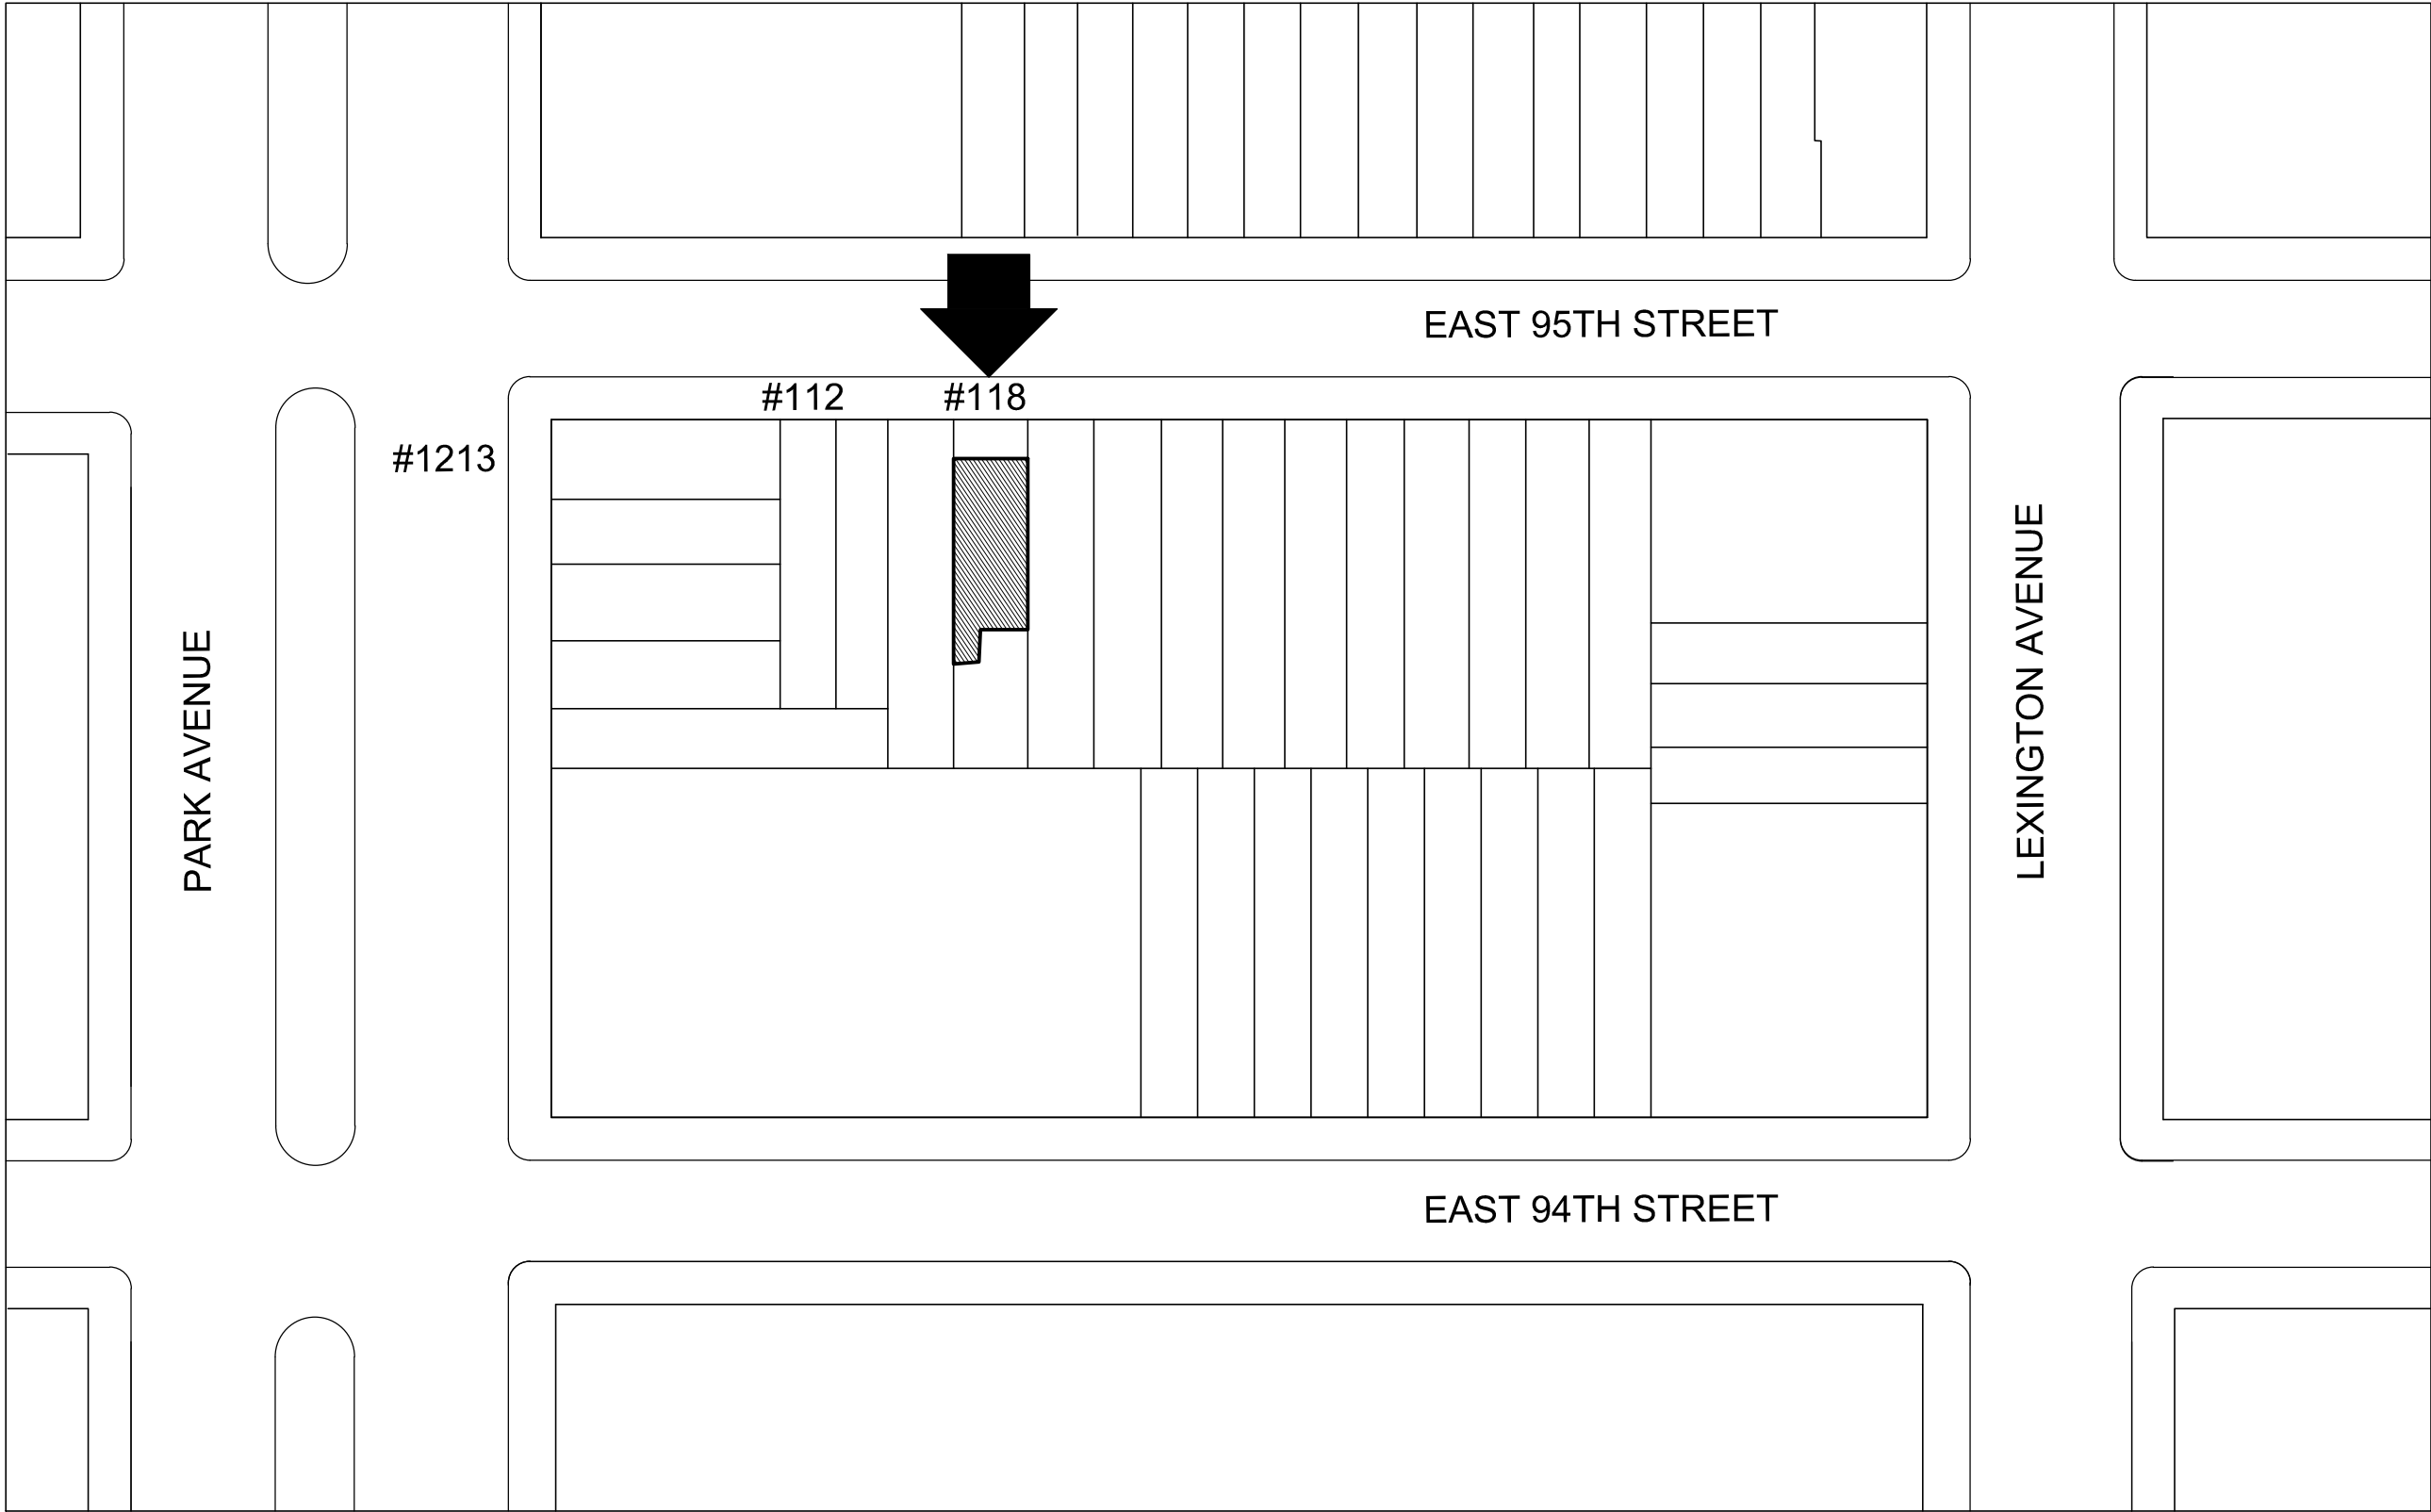 EAST 95TH STREET
#112
#118
#1213
PARK AVENUE
LEXINGTON AVENUE
EAST 94TH STREET